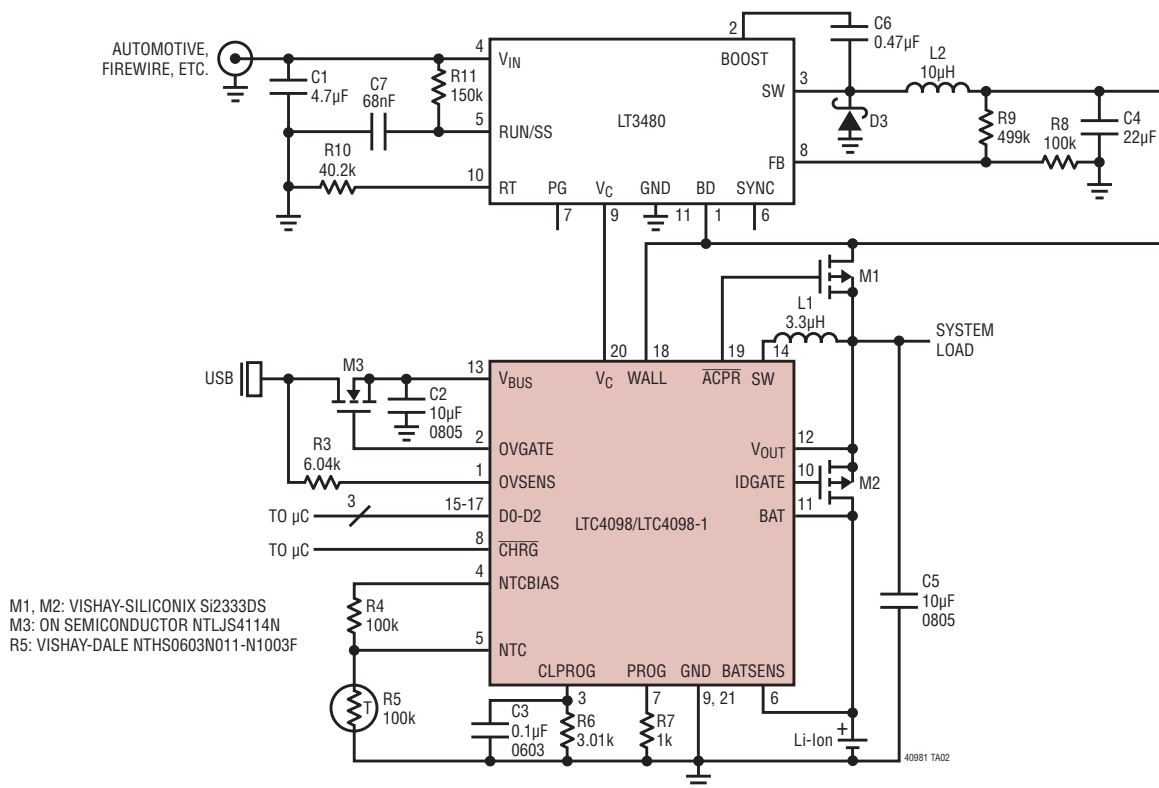 AUTOMOTIVE,
FIREWIRE, ETC.
C1
4.7µF
C7
68nF
R11
150k
R10
40.2k
4
VIN
5
RUN/SS
10
RT
PG
7
VC
9
GND
11
BD
1
SYNC
6
LT3480
2
BOOST
3
SW
8
FB
C6
0.47µF
L2
10µH
D3
R9
499k
R8
100k
C4
22µF
M1
L1
3.3µH
SYSTEM
LOAD
USB
M3
C2
10µF
0805
R3
6.04k
3
TO µC
TO µC
13
VBUS
2
OVGATE
1
OVSENS
15-17
D0-D2
8
CHRG
4
NTCBIAS
5
NTC
20
VC
18
WALL
19
ACPR
14
SW
12
VOUT
10
IDGATE
11
BAT
M2
LTC4098/LTC4098-1
CLPROG
3
PROG
7
GND
9, 21
BATSENS
6
R4
100k
T
R5
100k
C3
0.1µF
0603
R6
3.01k
R7
1k
C5
10µF
0805
+
Li-Ion
40981 TA02
M1, M2: VISHAY-SILICONIX Si2333DS
M3: ON SEMICONDUCTOR NTLJS4114N
R5: VISHAY-DALE NTHS0603N011-N1003F